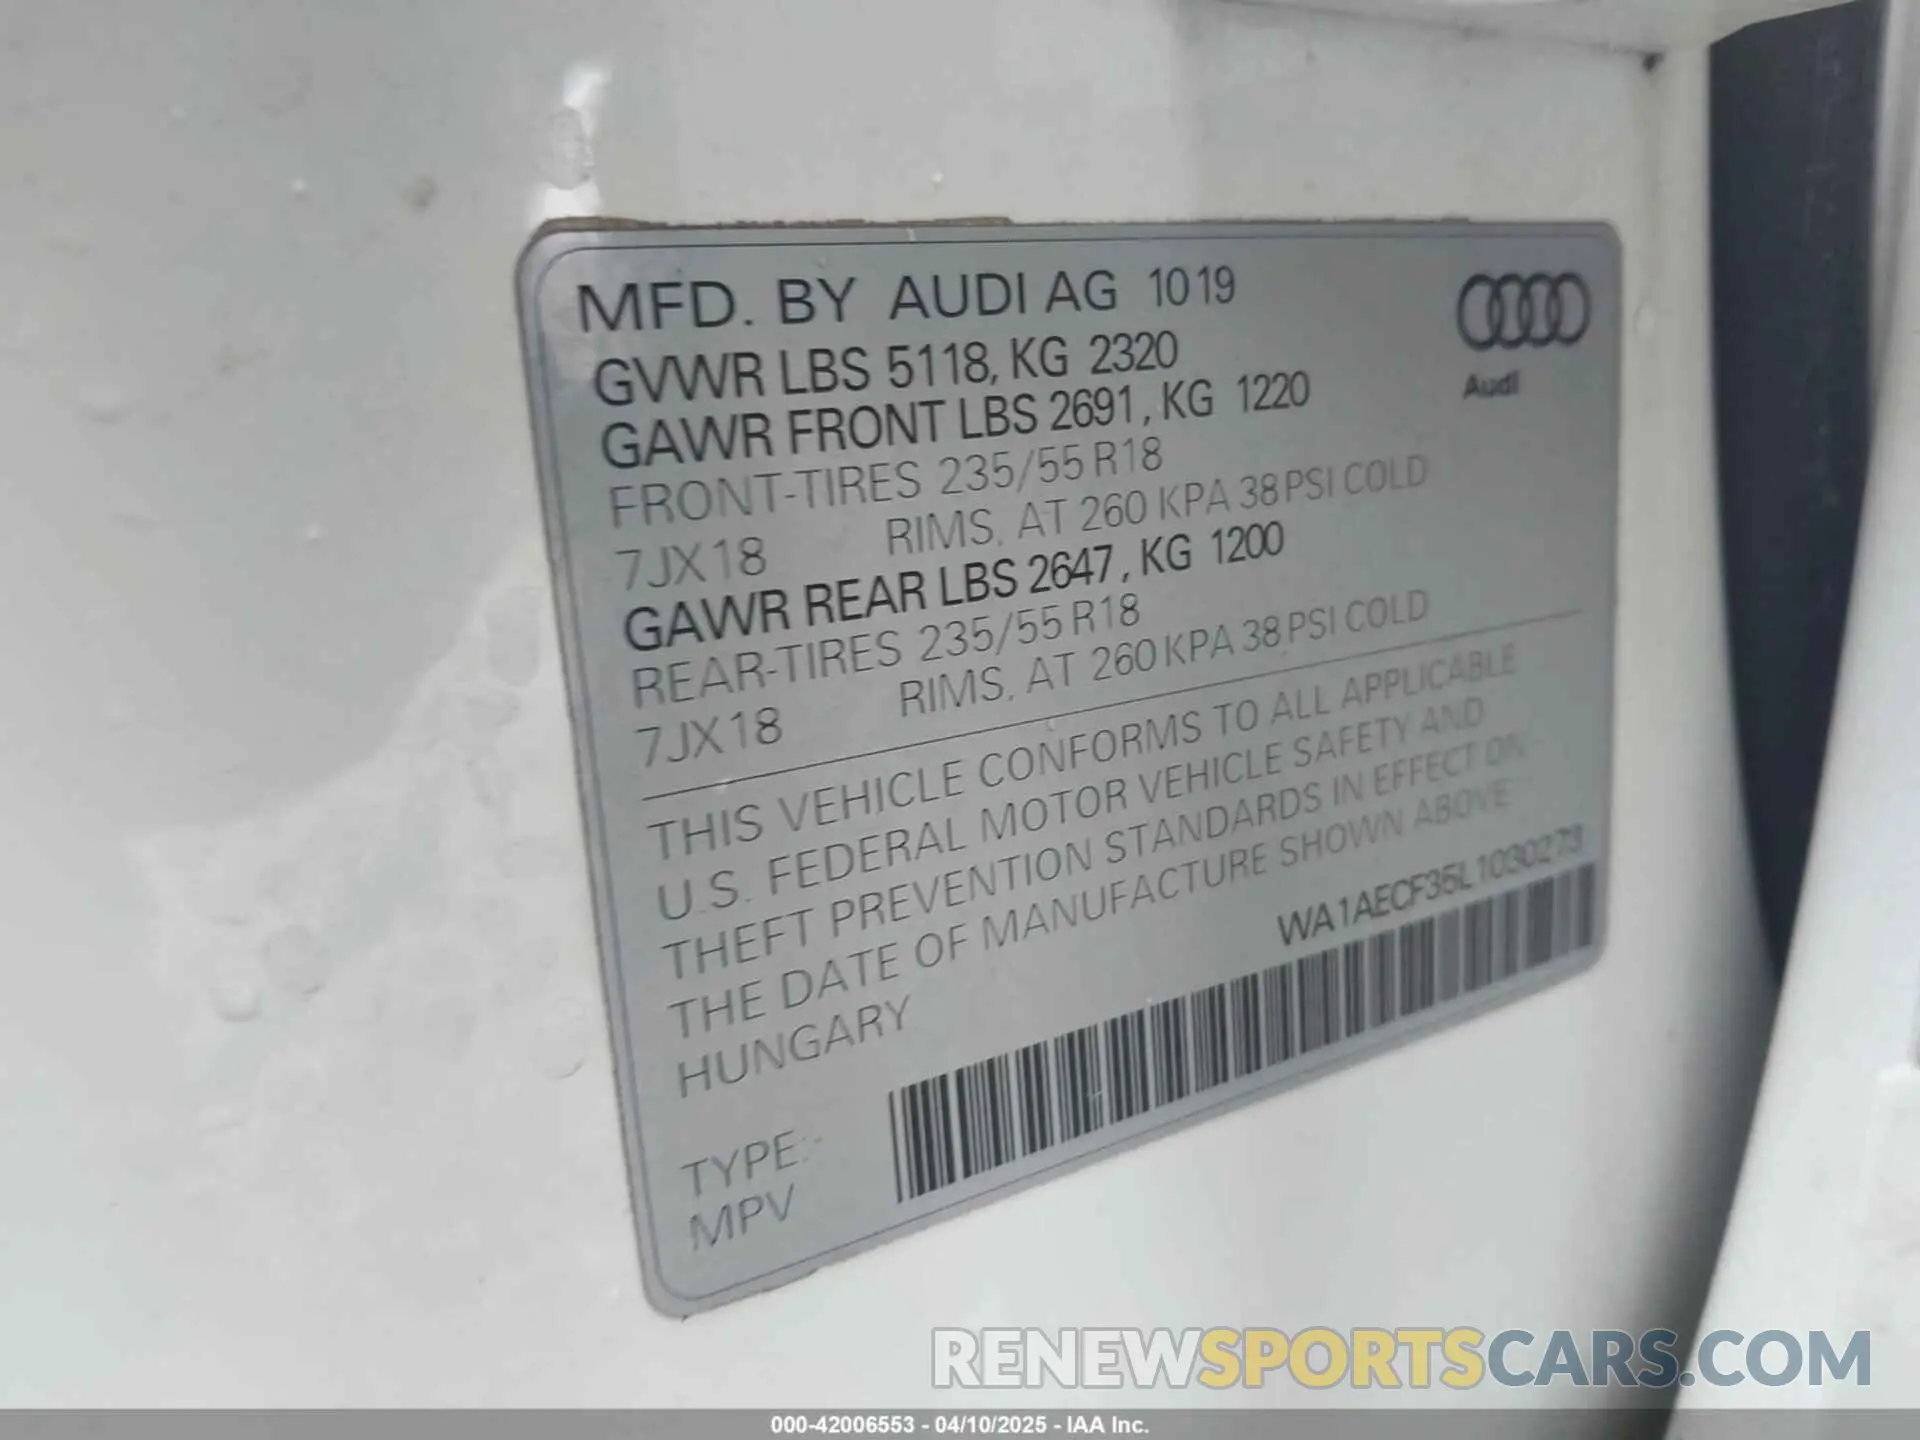 MFD. BY AUDI AG 10 19
GVWR LBS 5118, KG 2320
GAWR FRONT LBS 2691, KG 1220
FRONT-TIRES 235/55 R18
7JX18 RIMS, AT 260 KPA 38 PSI COLD
GAWR REAR LBS 2647, KG 1200
REAR-TIRES 235/55 R18
7JX18 RIMS, AT 260 KPA 38 PSI COLD
Audi
THIS VEHICLE CONFORMS TO ALL APPLICABLE
U.S. FEDERAL MOTOR VEHICLE SAFETY AND
THEFT PREVENTION STANDARDS IN EFFECT ON
THE DATE OF MANUFACTURE SHOWN ABOVE
HUNGARY
WA1AECF35L1030273
TYPE:
MPV
RENEWSPORTSCARS.COM
000-42006553 - 04/10/2025 - IAA Inc.